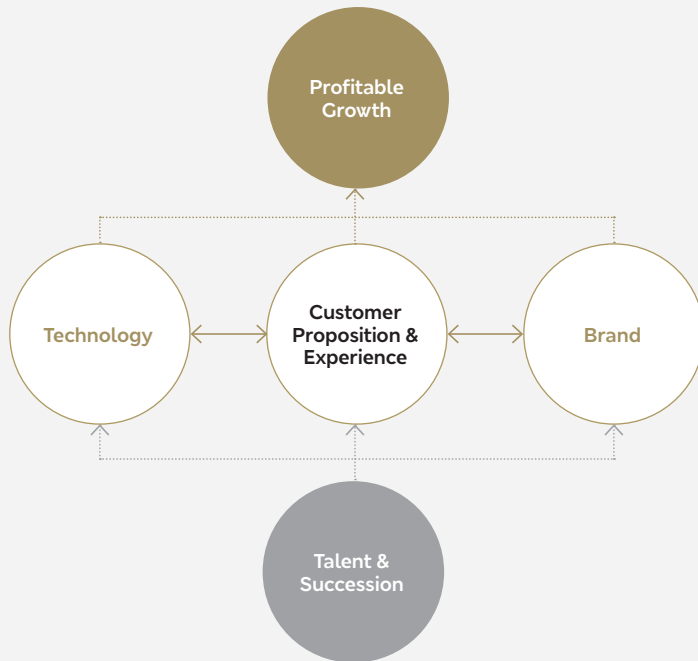 Profitable
Growth
Technology
Customer
Proposition &
Experience
Brand
Talent &
Succession